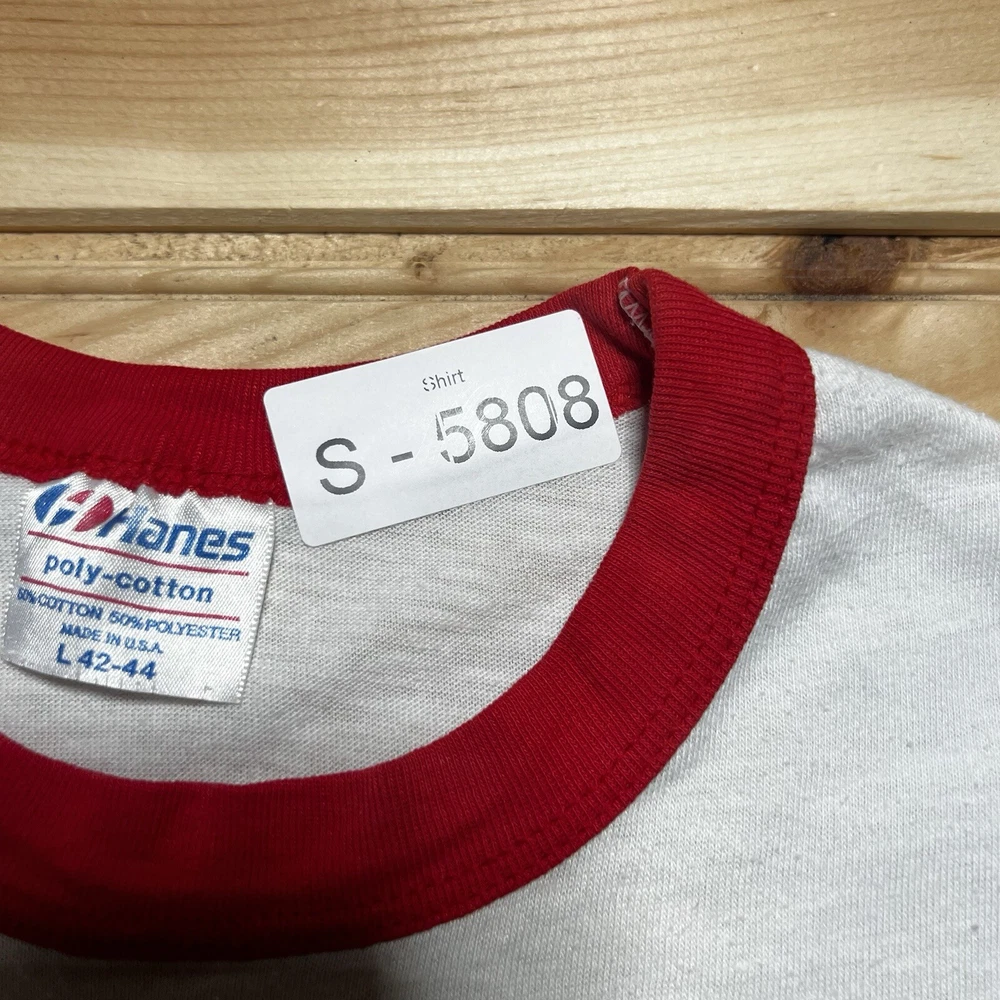 Shirt
S - 5808
Hanes
poly-cotton
50% COTTON 50% POLYESTER
MADE IN U.S.A.
L 42-44